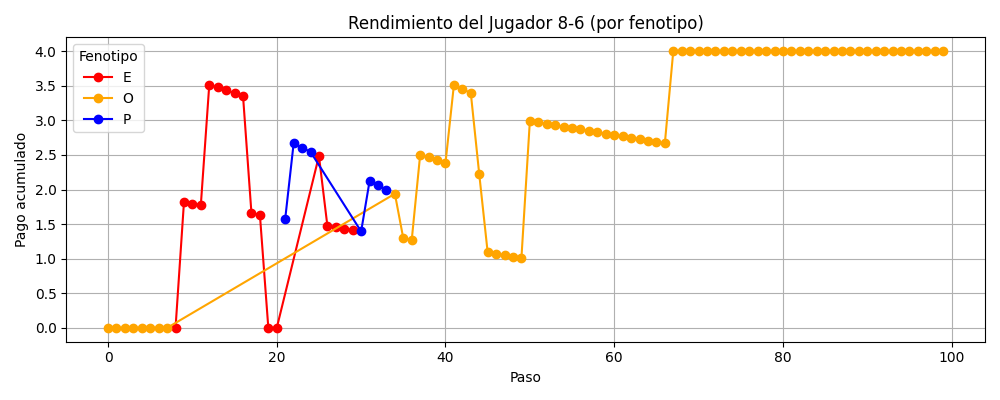 Rendimiento del Jugador 8-6 (por fenotipo)
Fenotipo
E
O
P
Pago acumulado
4.0
3.5
3.0
2.5
2.0
1.5
1.0
0.5
0.0
0 20 40 60 80 100
Paso